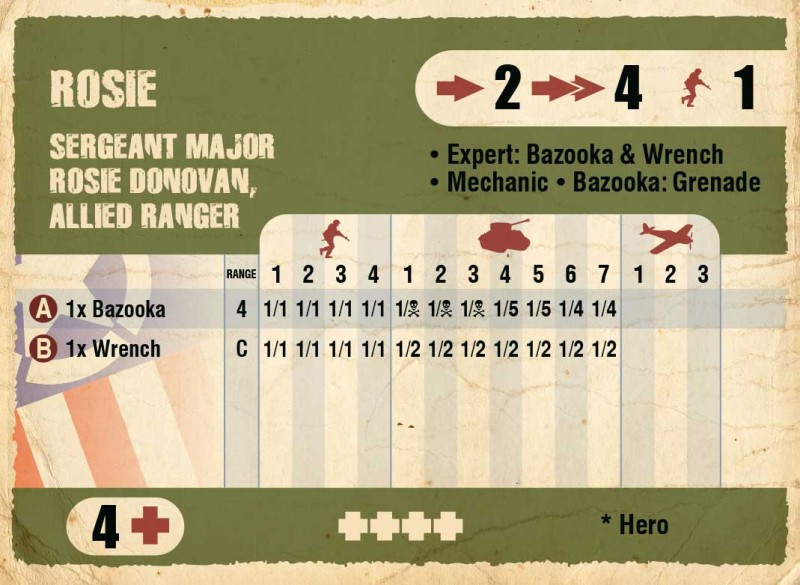 ROSIE
2 4 1
SERGEANT MAJOR
ROSIE DONOVAN,
ALLIED RANGER
• Expert: Bazooka & Wrench
• Mechanic • Bazooka: Grenade
RANGE 1 2 3 4 1 2 3 4 5 6 7 1 2 3
A 1x Bazooka 4 1/1 1/1 1/1 1/1 1/☠ 1/☠ 1/☠ 1/5 1/5 1/4 1/4
B 1x Wrench C 1/1 1/1 1/1 1/1 1/2 1/2 1/2 1/2 1/2 1/2 1/2
4
* Hero